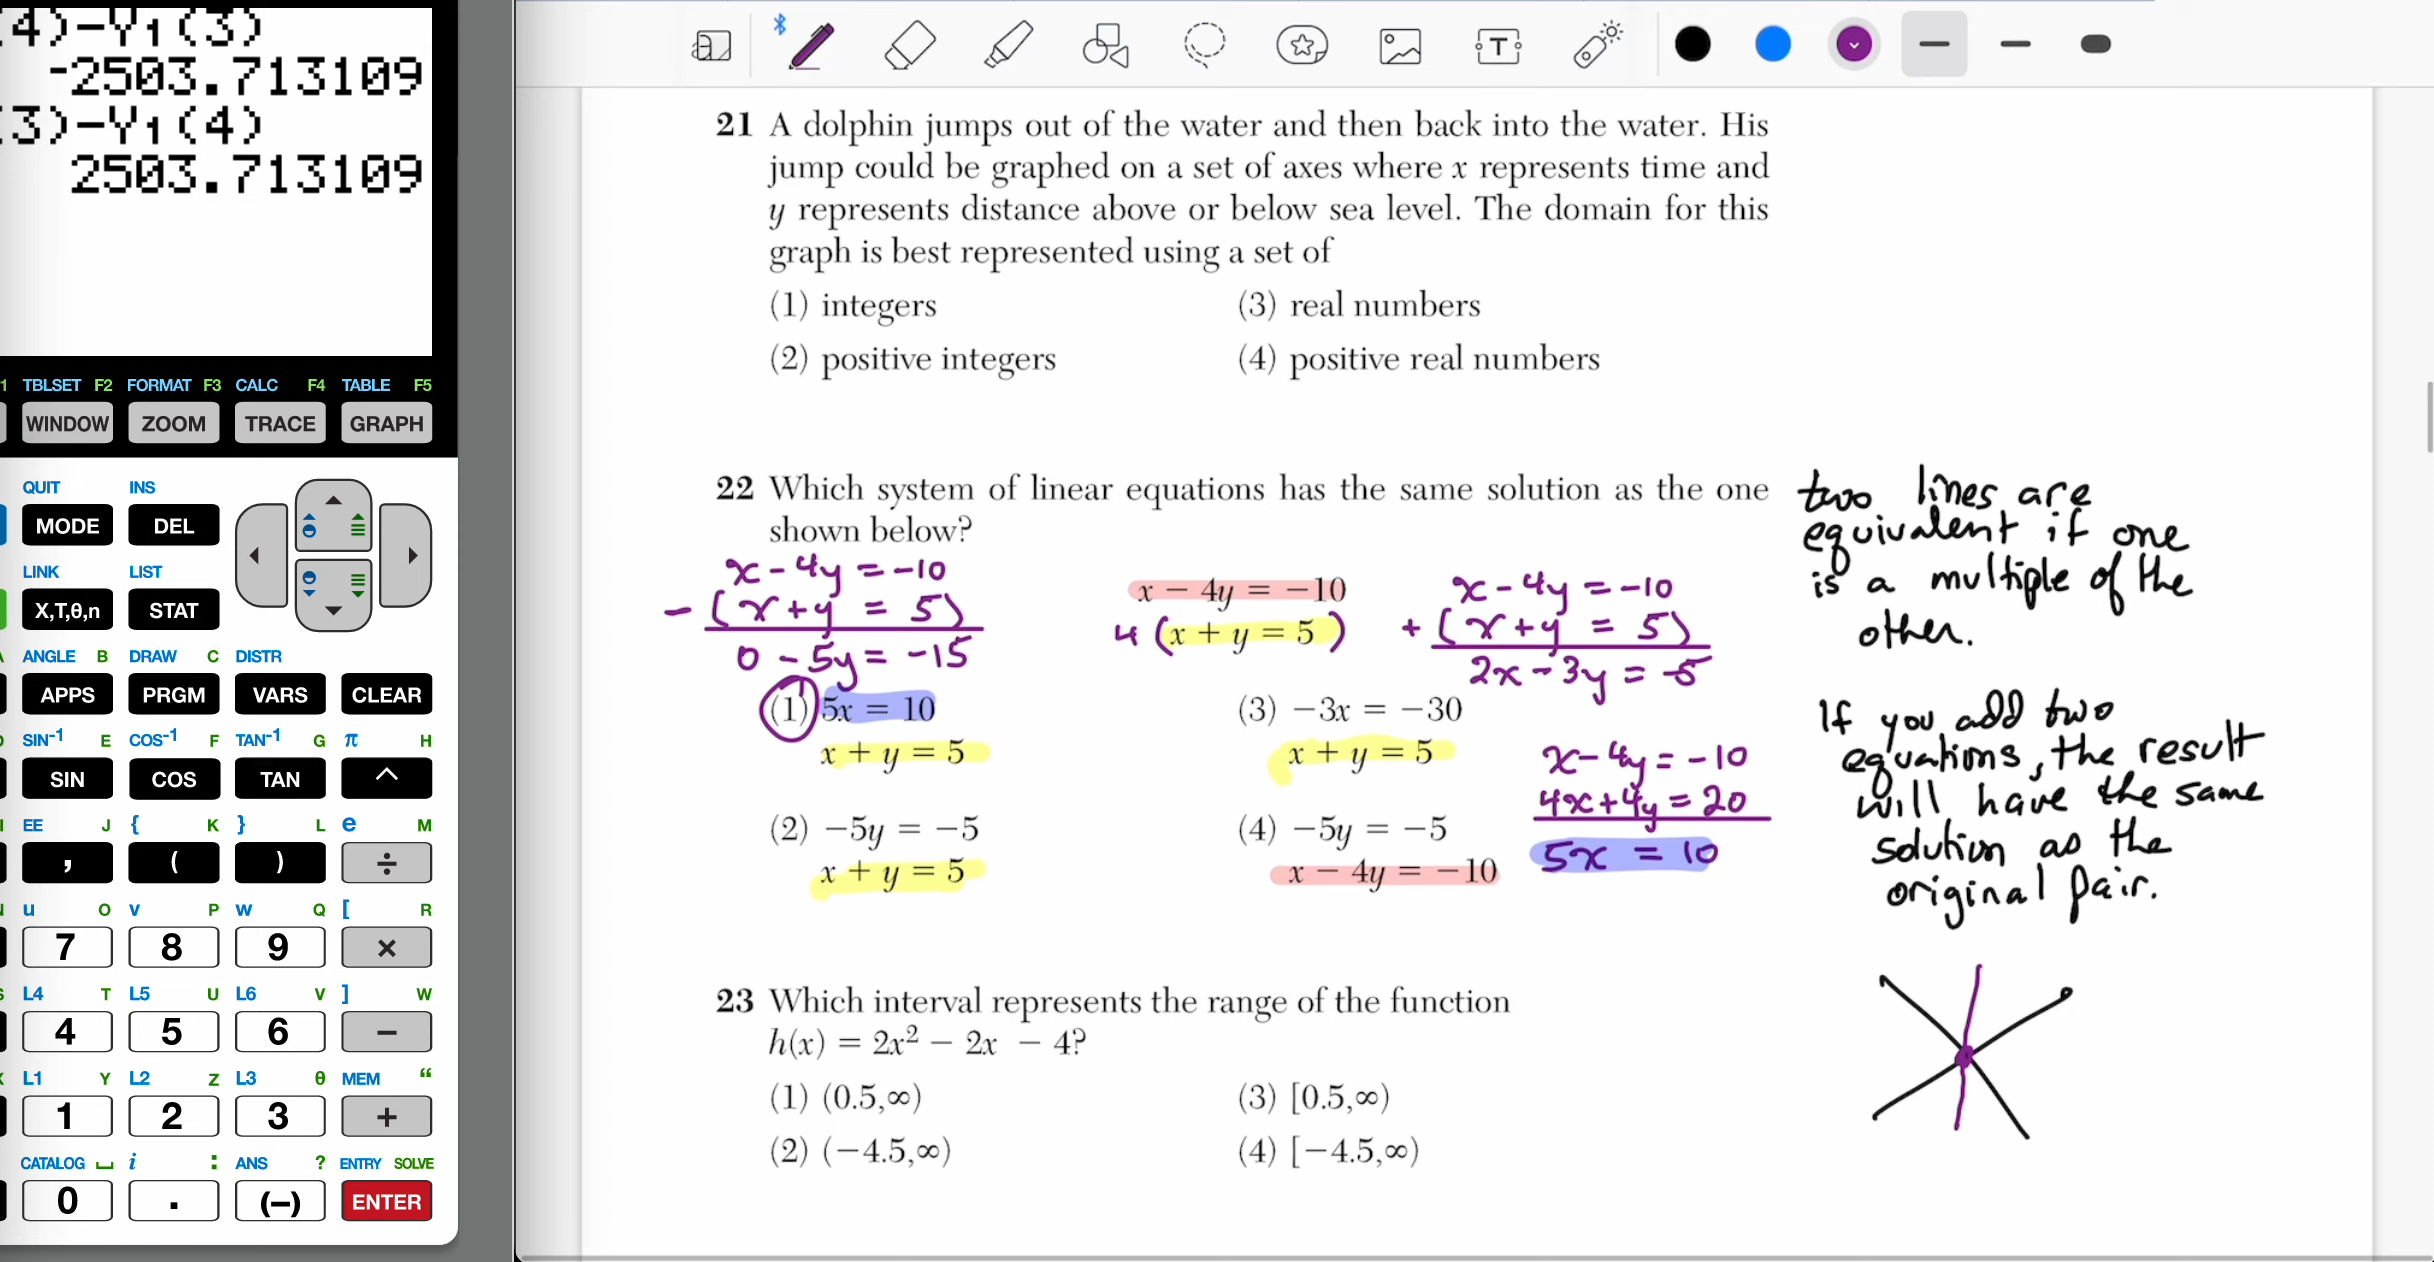 (4)-Y1(3)
-2503.713109
(3)-Y1(4)
2503.713109
TBLSET F2 FORMAT F3 CALC F4 TABLE F5
WINDOW ZOOM TRACE GRAPH
QUIT INS
MODE DEL
LINK LIST
X,T,θ,n STAT
ANGLE B DRAW C DISTR
APPS PRGM VARS CLEAR
SIN-1 E COS-1 F TAN-1 G π H
SIN COS TAN ^
EE J { K } L e M
, ( ) ÷
u O v P w Q [ R
7 8 9 ×
L4 T L5 U L6 V ] W
4 5 6 −
L1 Y L2 Z L3 θ MEM “
1 2 3 +
CATALOG i : ANS ? ENTRY SOLVE
0 . (−) ENTER
21 A dolphin jumps out of the water and then back into the water. His
jump could be graphed on a set of axes where x represents time and
y represents distance above or below sea level. The domain for this
graph is best represented using a set of
(1) integers (3) real numbers
(2) positive integers (4) positive real numbers
22 Which system of linear equations has the same solution as the one
shown below?
x - 4y = -10
- (x + y = 5)
0 - 5y = -15
x − 4y = −10
4 (x + y = 5)
x - 4y = -10
+ (x + y = 5)
2x - 3y = -5
(1) 5x = 10 (3) −3x = −30
x + y = 5 x + y = 5
(2) −5y = −5 (4) −5y = −5
x + y = 5 x − 4y = −10
x - 4y = -10
4x + 4y = 20
5x = 10
two lines are
equivalent if one
is a multiple of the
other.
If you add two
equations, the result
will have the same
solution as the
original pair.
23 Which interval represents the range of the function
h(x) = 2x² − 2x − 4?
(1) (0.5,∞) (3) [0.5,∞)
(2) (−4.5,∞) (4) [−4.5,∞)